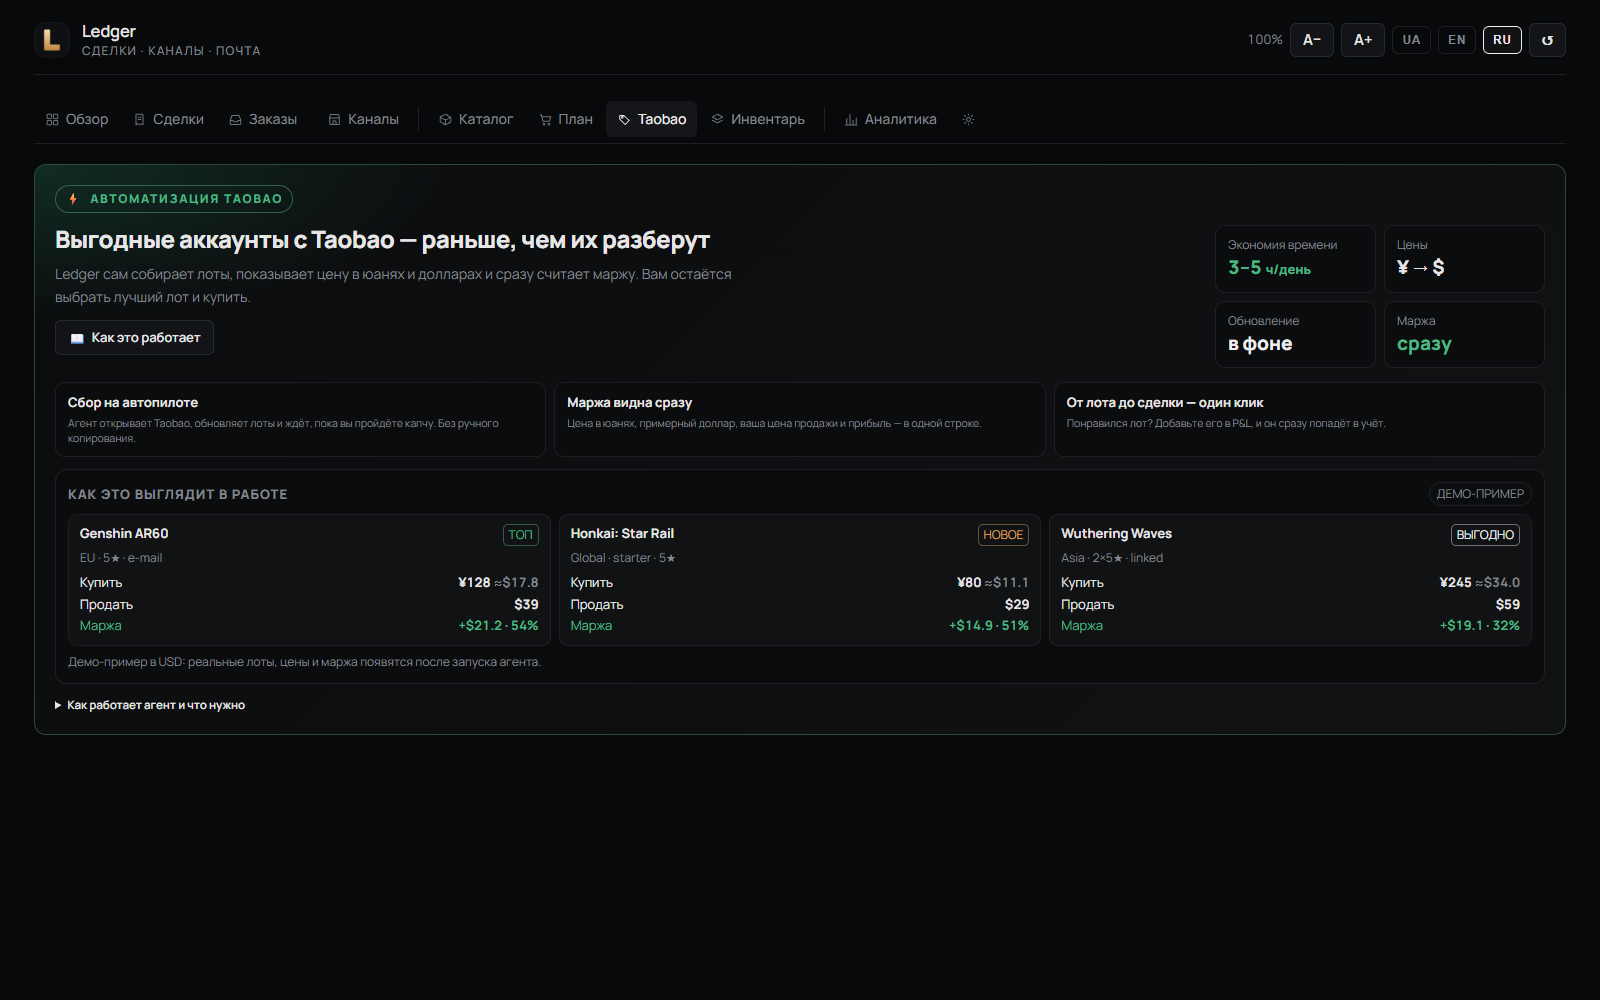 Ledger
СДЕЛКИ · КАНАЛЫ · ПОЧТА
100%
A−
A+
UA
EN
RU
Обзор
Сделки
Заказы
Каналы
Каталог
План
Taobao
Инвентарь
Аналитика
АВТОМАТИЗАЦИЯ TAOBAO
Выгодные аккаунты с Taobao — раньше, чем их разберут
Ledger сам собирает лоты, показывает цену в юанях и долларах и сразу считает маржу. Вам остаётся
выбрать лучший лот и купить.
Как это работает
Экономия времени
3–5 ч/день
Цены
¥ → $
Обновление
в фоне
Маржа
сразу
Сбор на автопилоте
Агент открывает Taobao, обновляет лоты и ждёт, пока вы пройдёте капчу. Без ручного
копирования.
Маржа видна сразу
Цена в юанях, примерный доллар, ваша цена продажи и прибыль — в одной строке.
От лота до сделки — один клик
Понравился лот? Добавьте его в P&L, и он сразу попадёт в учёт.
КАК ЭТО ВЫГЛЯДИТ В РАБОТЕ
ДЕМО-ПРИМЕР
Genshin AR60
ТОП
EU · 5★ · e-mail
Купить
¥128 ≈$17.8
Продать
$39
Маржа
+$21.2 · 54%
Honkai: Star Rail
НОВОЕ
Global · starter · 5★
Купить
¥80 ≈$11.1
Продать
$29
Маржа
+$14.9 · 51%
Wuthering Waves
ВЫГОДНО
Asia · 2×5★ · linked
Купить
¥245 ≈$34.0
Продать
$59
Маржа
+$19.1 · 32%
Демо-пример в USD: реальные лоты, цены и маржа появятся после запуска агента.
Как работает агент и что нужно